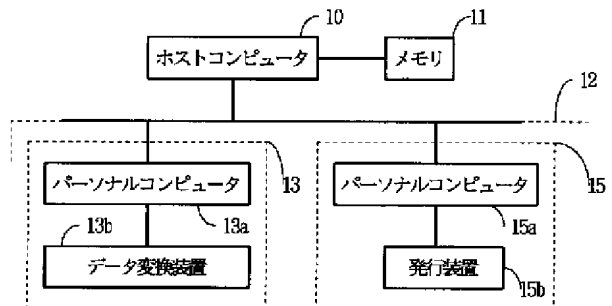 10
11
ホストコンピュータ
メモリ
12
13
15
パーソナルコンピュータ
パーソナルコンピュータ
13b
13a
15a
データ変換装置
発行装置
15b